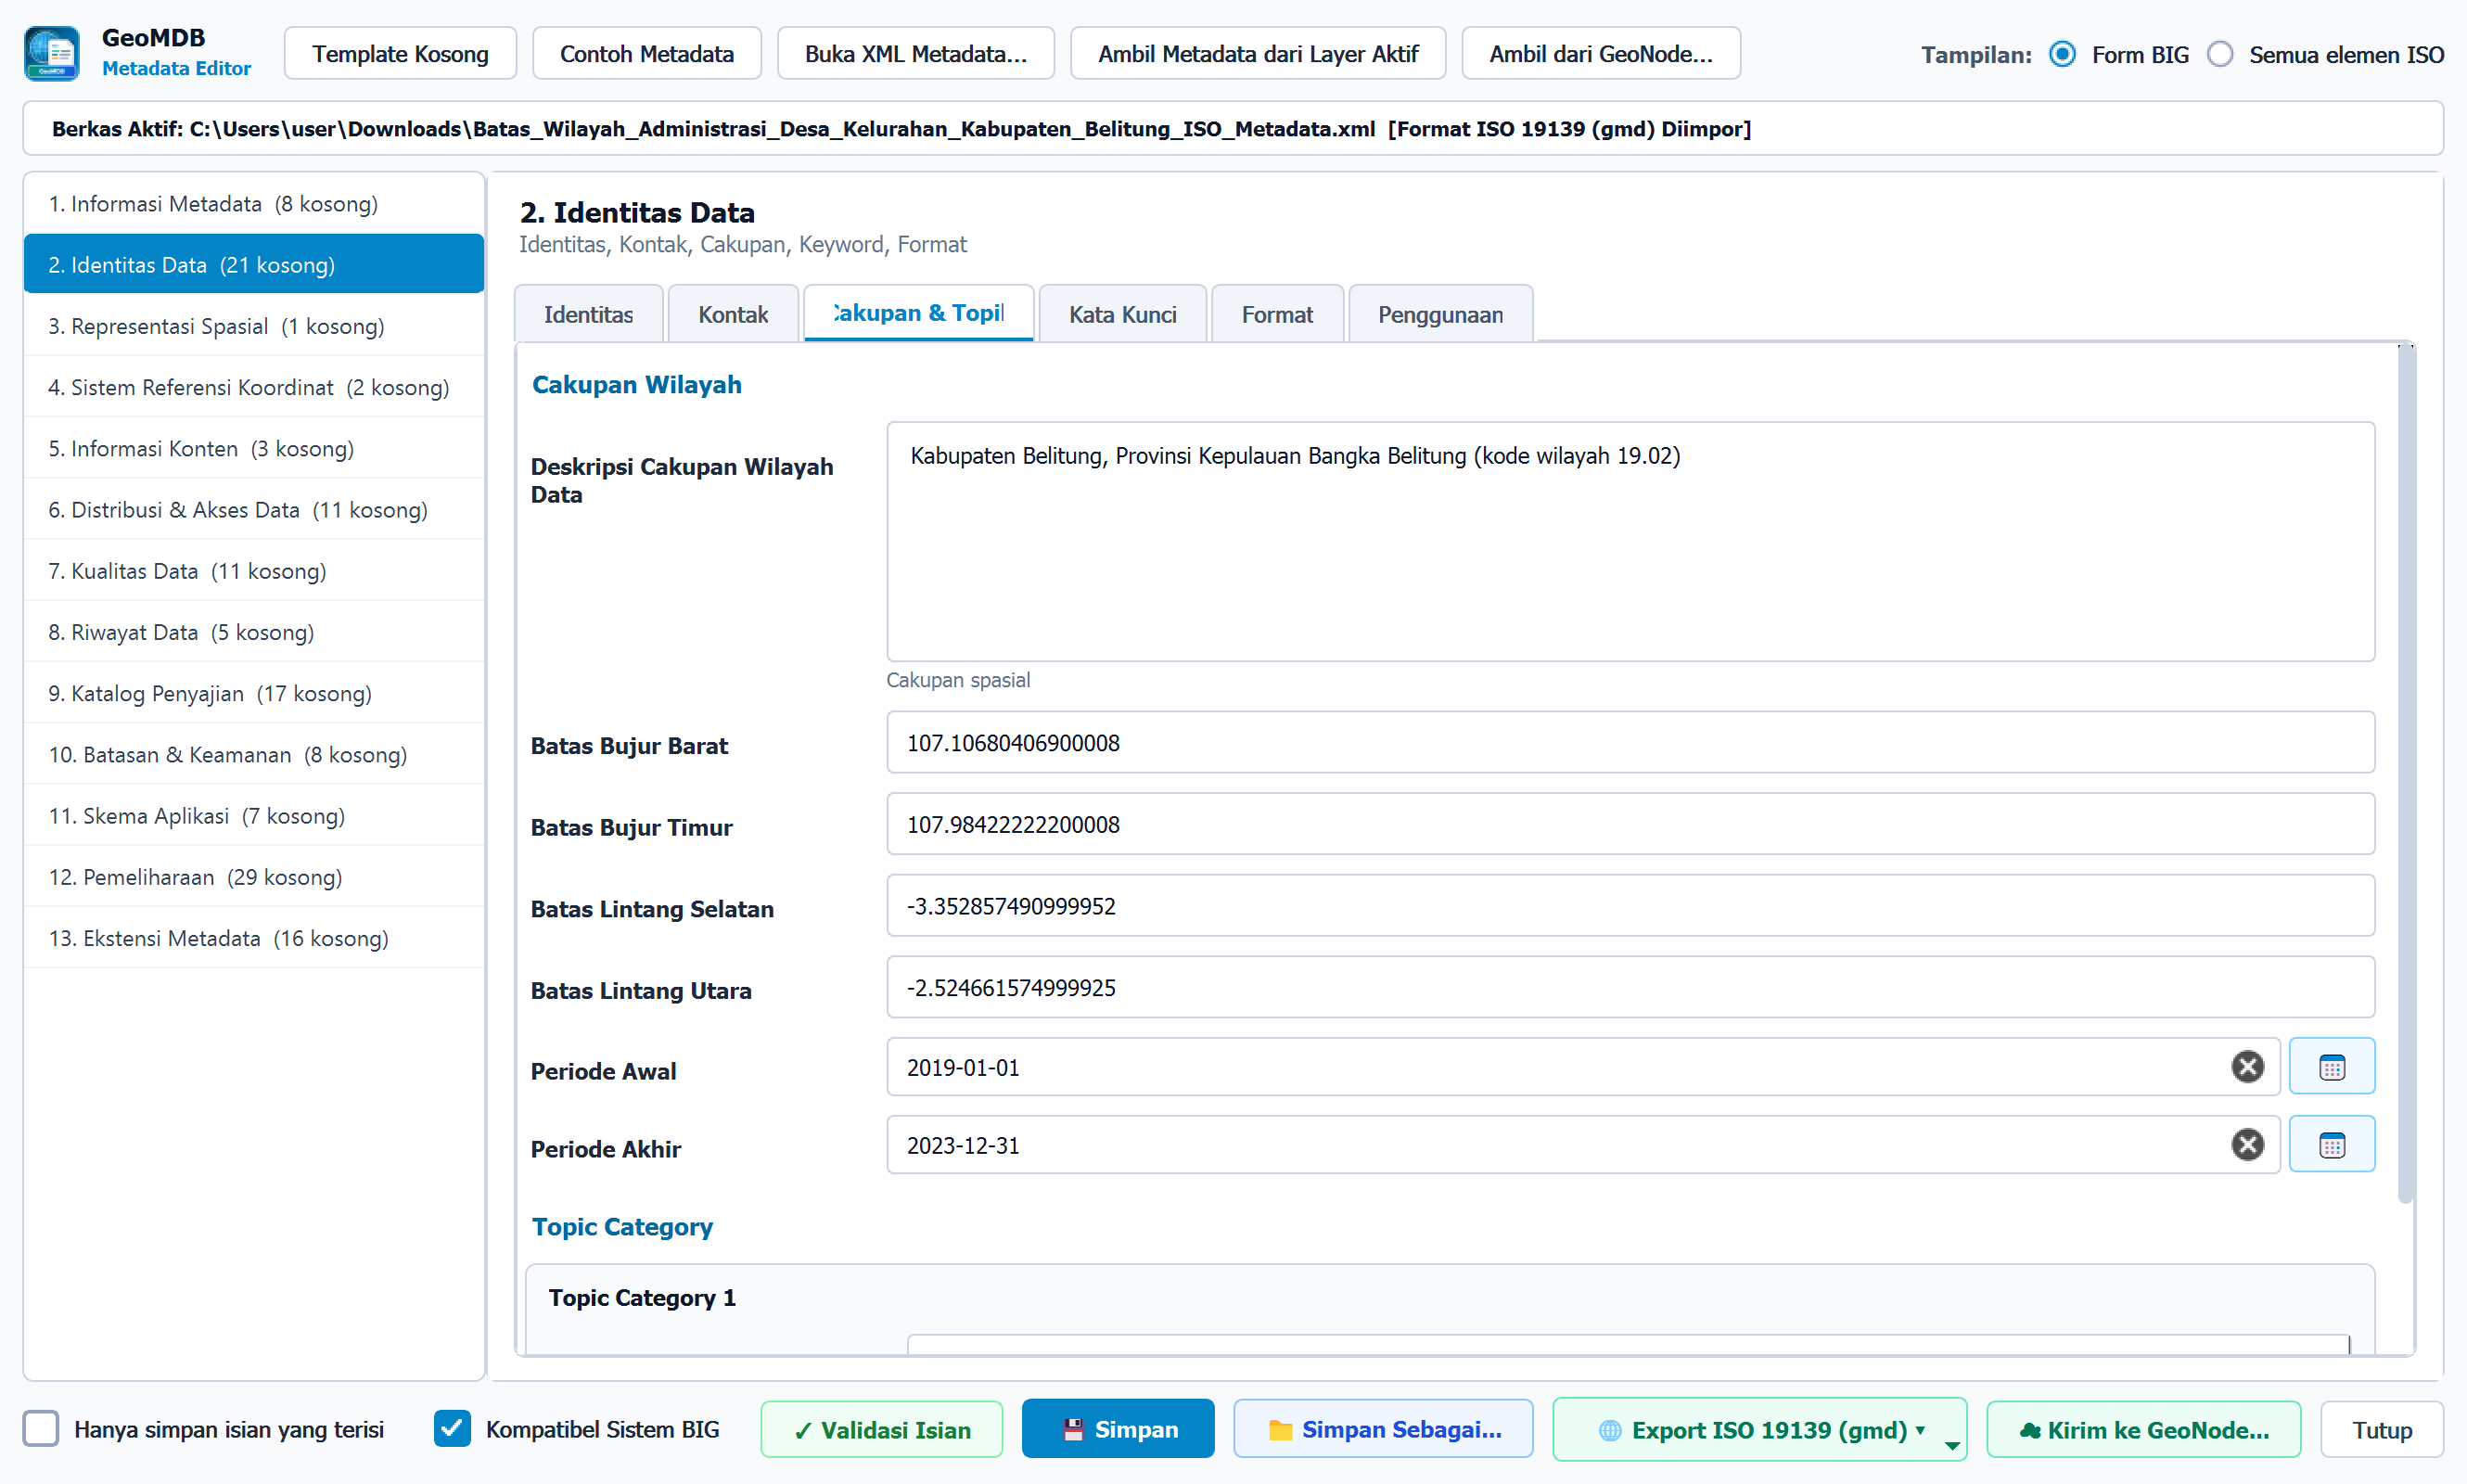 GeoMDB
Metadata Editor
Template Kosong
Contoh Metadata
Buka XML Metadata...
Ambil Metadata dari Layer Aktif
Ambil dari GeoNode...
Tampilan:
Form BIG
Semua elemen ISO
Berkas Aktif: C:\Users\user\Downloads\Batas_Wilayah_Administrasi_Desa_Kelurahan_Kabupaten_Belitung_ISO_Metadata.xml [Format ISO 19139 (gmd) Diimpor]
1. Informasi Metadata (8 kosong)
2. Identitas Data (21 kosong)
3. Representasi Spasial (1 kosong)
4. Sistem Referensi Koordinat (2 kosong)
5. Informasi Konten (3 kosong)
6. Distribusi & Akses Data (11 kosong)
7. Kualitas Data (11 kosong)
8. Riwayat Data (5 kosong)
9. Katalog Penyajian (17 kosong)
10. Batasan & Keamanan (8 kosong)
11. Skema Aplikasi (7 kosong)
12. Pemeliharaan (29 kosong)
13. Ekstensi Metadata (16 kosong)
2. Identitas Data
Identitas, Kontak, Cakupan, Keyword, Format
Identitas
Kontak
Cakupan & Topik
Kata Kunci
Format
Penggunaan
Cakupan Wilayah
Deskripsi Cakupan Wilayah
Data
Kabupaten Belitung, Provinsi Kepulauan Bangka Belitung (kode wilayah 19.02)
Cakupan spasial
Batas Bujur Barat
107.10680406900008
Batas Bujur Timur
107.98422222200008
Batas Lintang Selatan
-3.352857490999952
Batas Lintang Utara
-2.524661574999925
Periode Awal
2019-01-01
Periode Akhir
2023-12-31
Topic Category
Topic Category 1
Hanya simpan isian yang terisi
Kompatibel Sistem BIG
✓ Validasi Isian
Simpan
Simpan Sebagai...
Export ISO 19139 (gmd) ▾
Kirim ke GeoNode...
Tutup